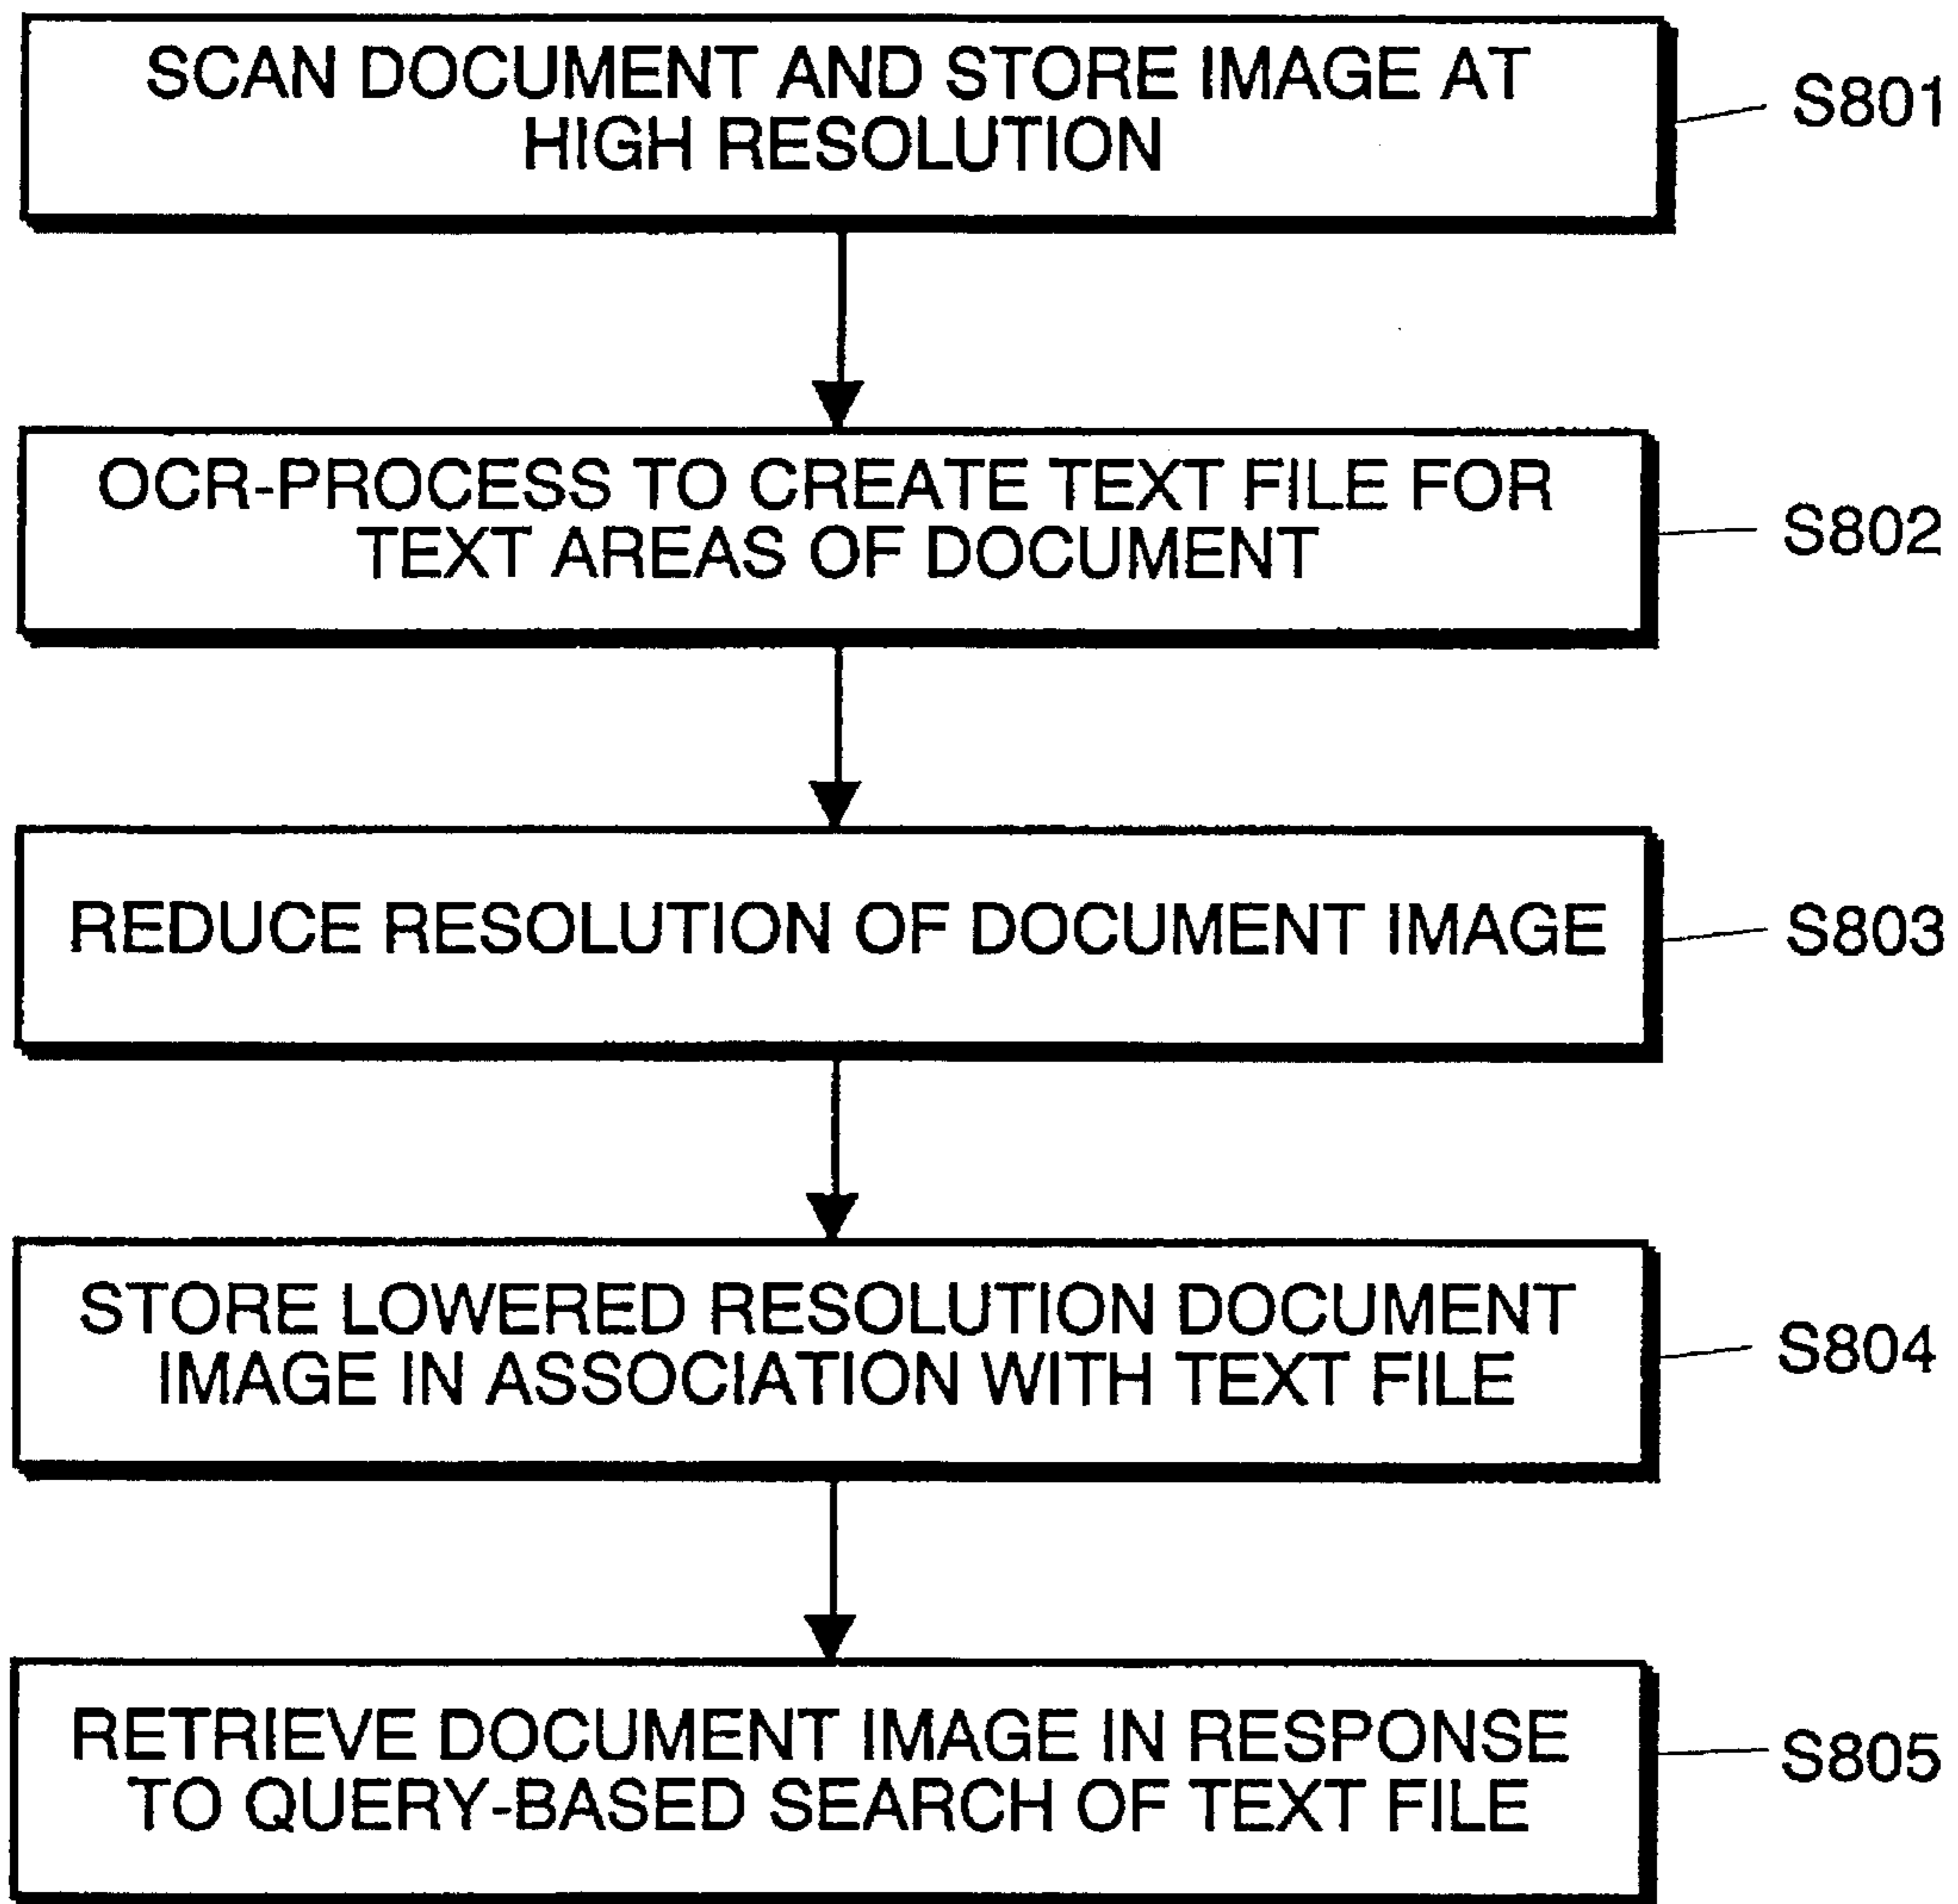 SCAN DOCUMENT AND STORE IMAGE AT
HIGH RESOLUTION
S801
OCR-PROCESS TO CREATE TEXT FILE FOR
TEXT AREAS OF DOCUMENT
S802
REDUCE RESOLUTION OF DOCUMENT IMAGE
S803
STORE LOWERED RESOLUTION DOCUMENT
IMAGE IN ASSOCIATION WITH TEXT FILE
S804
RETRIEVE DOCUMENT IMAGE IN RESPONSE
TO QUERY-BASED SEARCH OF TEXT FILE
S805